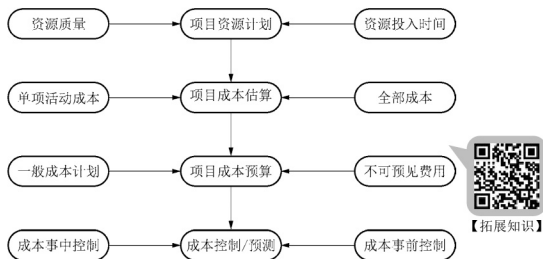 资源质量
项目资源计划
资源投入时间
单项活动成本
项目成本估算
全部成本
一般成本计划
项目成本预算
不可预见费用
【拓展知识】
成本事中控制
成本控制/预测
成本事前控制